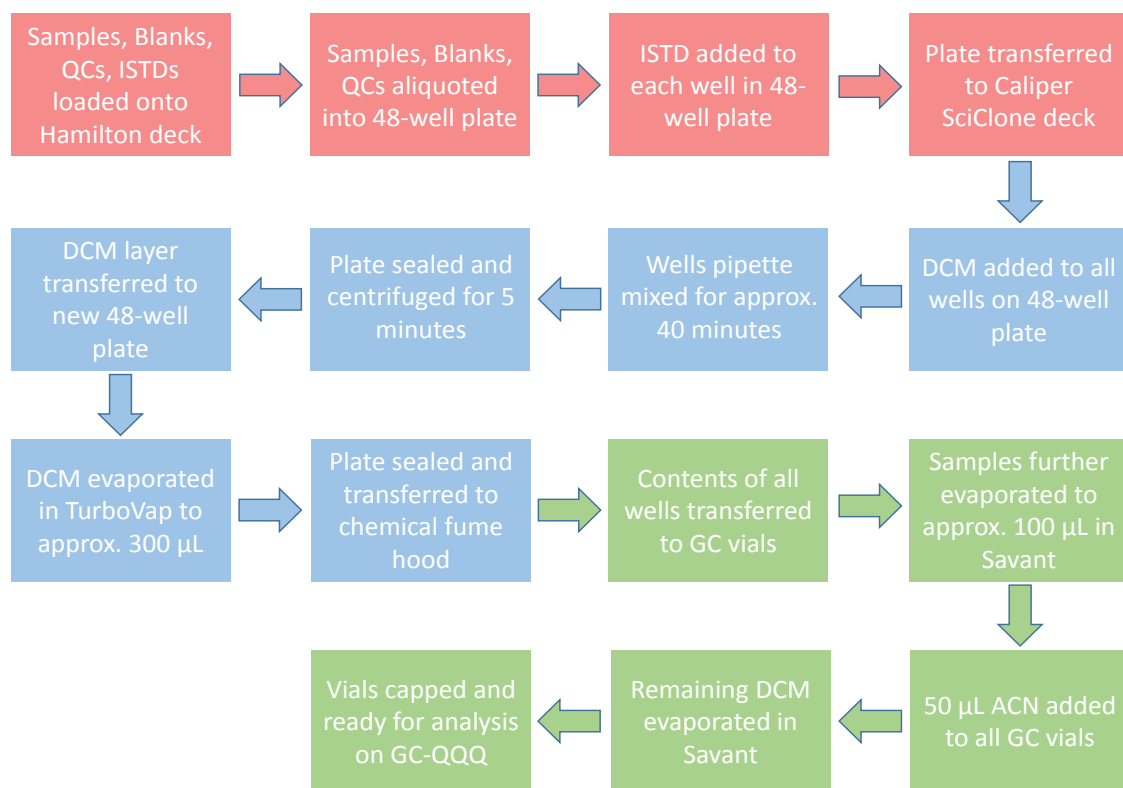 Samples, Blanks,
QCs, ISTDs
loaded onto
Hamilton deck
Samples, Blanks,
QCs aliquoted
into 48-well plate
ISTD added to
each well in 48-
well plate
Plate transferred
to Caliper
SciClone deck
DCM added to all
wells on 48-well
plate
Wells pipette
mixed for approx.
40 minutes
Plate sealed and
centrifuged for 5
minutes
DCM layer
transferred to
new 48-well
plate
DCM evaporated
in TurboVap to
approx. 300 µL
Plate sealed and
transferred to
chemical fume
hood
Contents of all
wells transferred
to GC vials
Samples further
evaporated to
approx. 100 µL in
Savant
50 µL ACN added
to all GC vials
Remaining DCM
evaporated in
Savant
Vials capped and
ready for analysis
on GC-QQQ